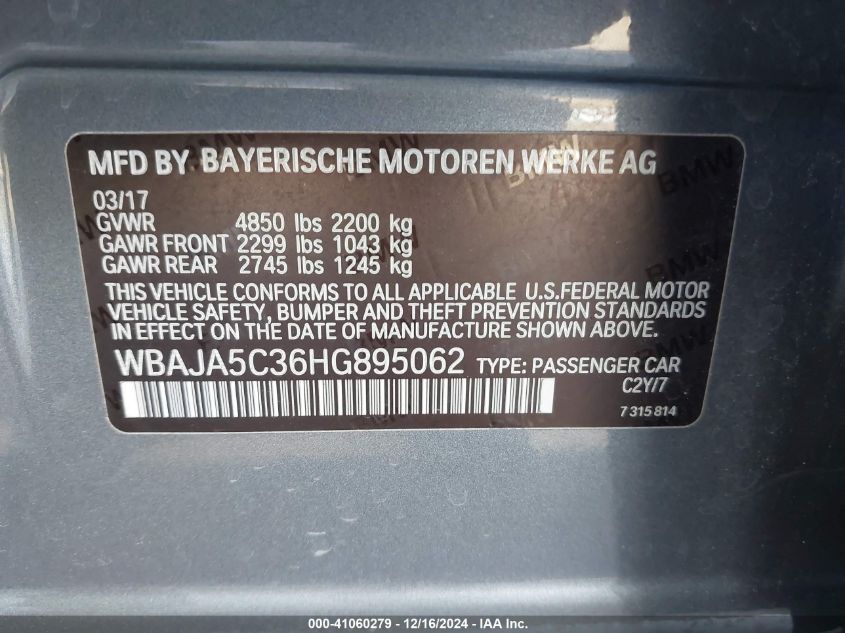 MFD BY BAYERISCHE MOTOREN WERKE AG
03/17
GVWR 4850 lbs 2200 kg
GAWR FRONT 2299 lbs 1043 kg
GAWR REAR 2745 lbs 1245 kg
THIS VEHICLE CONFORMS TO ALL APPLICABLE U.S.FEDERAL MOTOR
VEHICLE SAFETY, BUMPER AND THEFT PREVENTION STANDARDS
IN EFFECT ON THE DATE OF MANUFACTURE SHOWN ABOVE.
WBAJA5C36HG895062 TYPE: PASSENGER CAR
C2Y/7
7 315 814
000-41060279 - 12/16/2024 - IAA Inc.